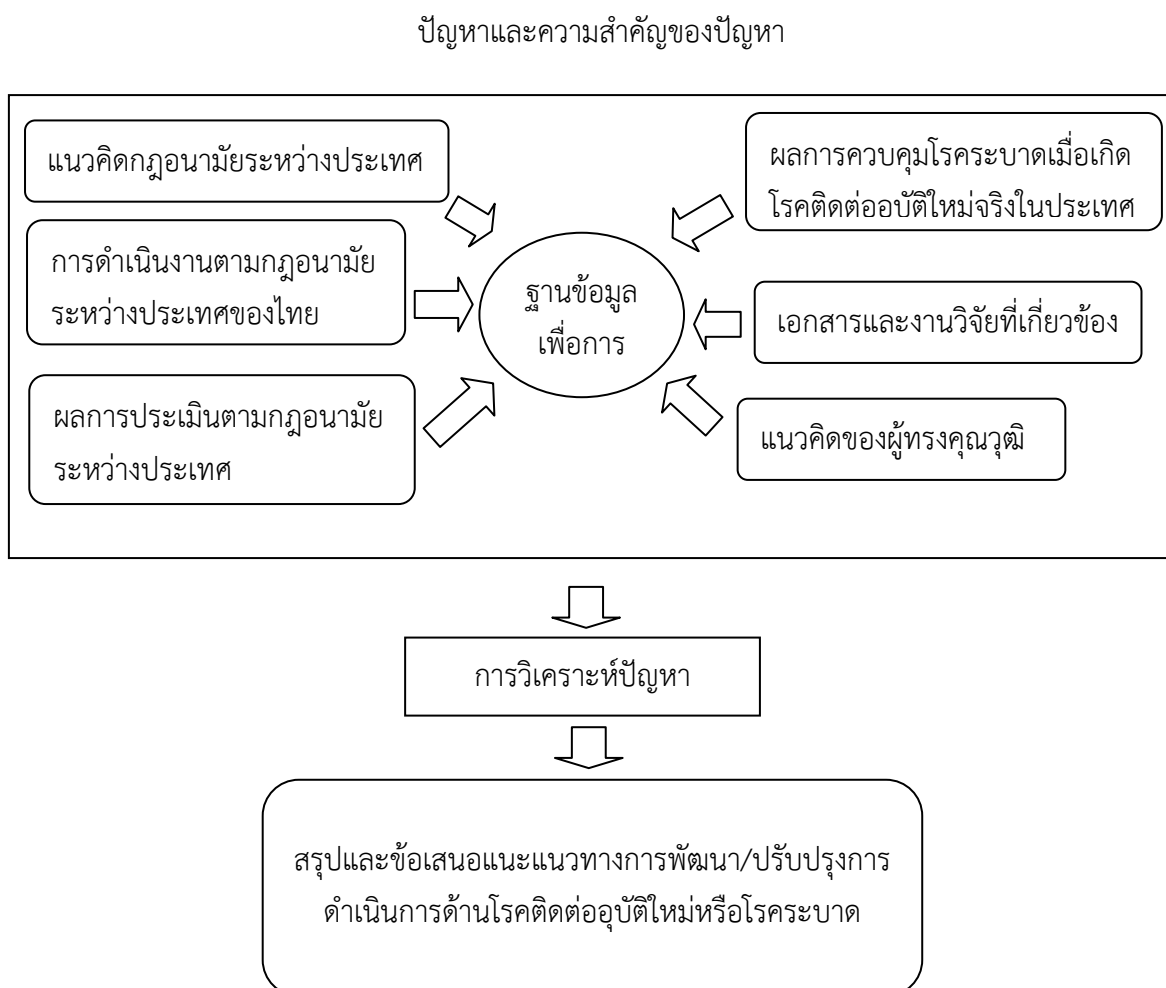 ปัญหาและความสำคัญของปัญหา
แนวคิดกฎอนามัยระหว่างประเทศ
การดำเนินงานตามกฎอนามัย
ระหว่างประเทศของไทย
ผลการประเมินตามกฎอนามัย
ระหว่างประเทศ
ฐานข้อมูล
เพื่อการ
ผลการควบคุมโรคระบาดเมื่อเกิด
โรคติดต่ออบัติใหม่จริงในประเทศ
เอกสารและงานวิจัยที่เกี่ยวข้อง
แนวคิดของผู้ทรงคุณวุฒิ
การวิเคราะห์ปัญหา
สรุปและข้อเสนอแนะแนวทางการพัฒนา/ปรับปรุงการ
ดำเนินการด้านโรคติดต่ออุบัติใหม่หรือโรคระบาด